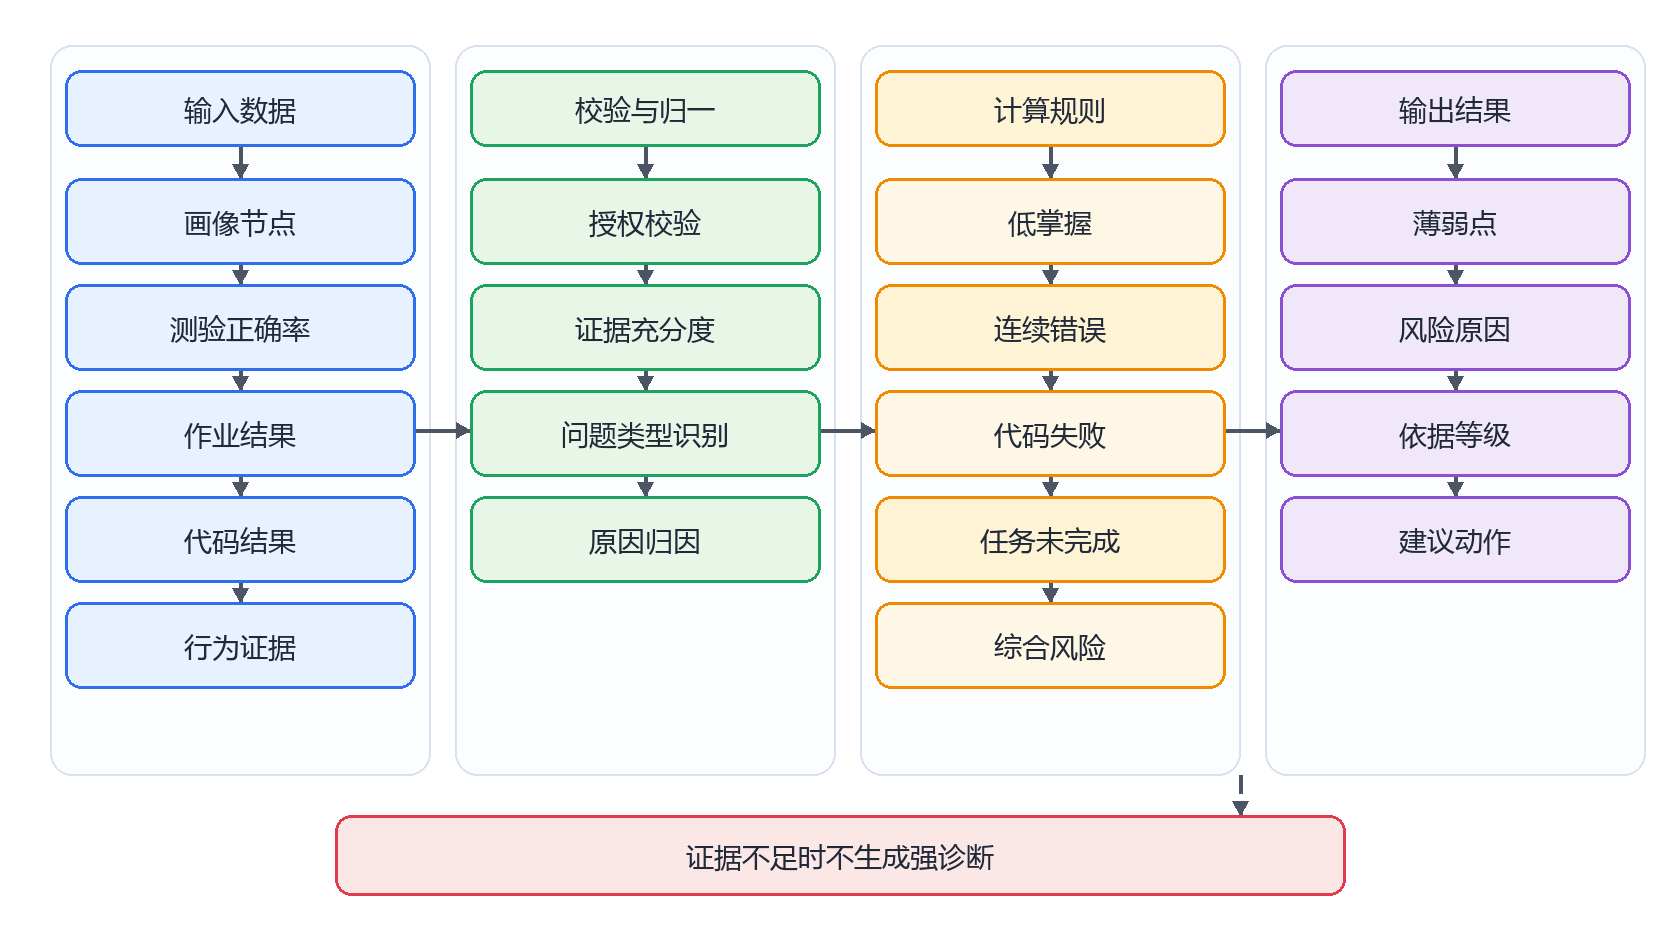 输入数据
画像节点
测验正确率
作业结果
代码结果
行为证据
校验与归一
授权校验
证据充分度
问题类型识别
原因归因
计算规则
低掌握
连续错误
代码失败
任务未完成
综合风险
输出结果
薄弱点
风险原因
依据等级
建议动作
证据不足时不生成强诊断